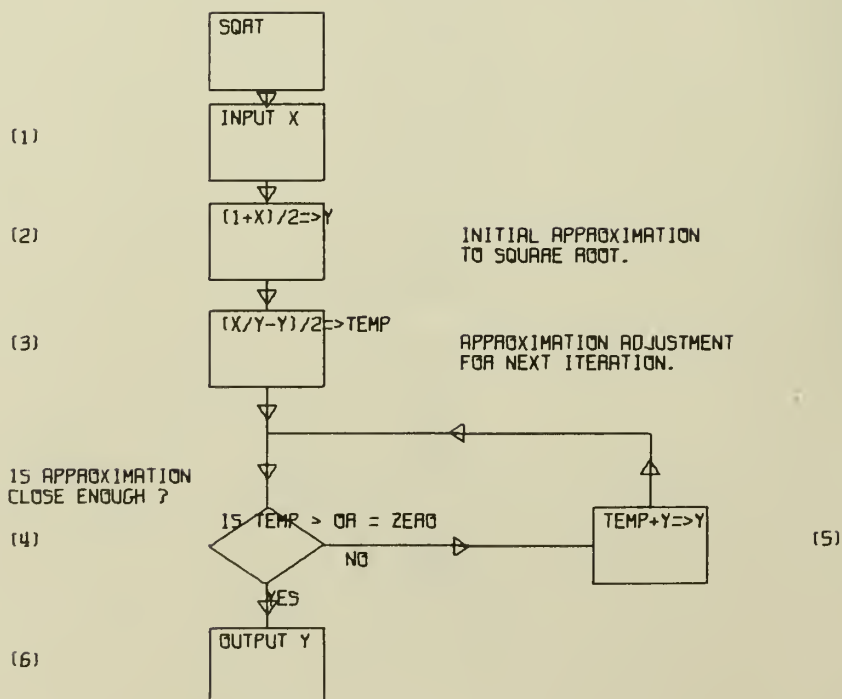 SQRT
(1)
INPUT X
(2)
(1+X)/2=>Y
INITIAL APPROXIMATION
TO SQUARE ROOT.
(3)
(X/Y-Y)/2=>TEMP
APPROXIMATION ADJUSTMENT
FOR NEXT ITERATION.
IS APPROXIMATION
CLOSE ENOUGH ?
(4)
IS TEMP > OR = ZERO
NO
TEMP+Y=>Y
(5)
YES
OUTPUT Y
(6)